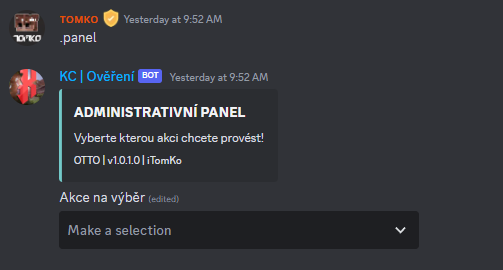 TOMKO Yesterday at 9:52 AM
.panel
TOMKO
KC | Ověření BOT Yesterday at 9:52 AM
ADMINISTRATIVNÍ PANEL
Vyberte kterou akci chcete provést!
OTTO | v1.0.1.0 | iTomKo
Akce na výběr (edited)
Make a selection